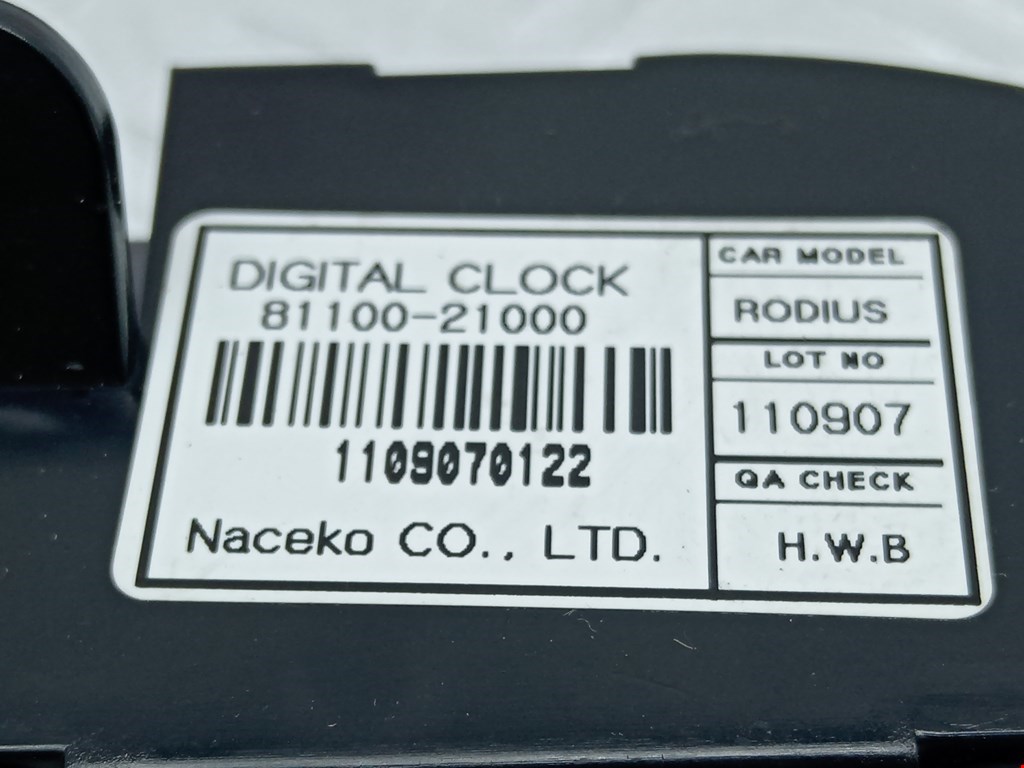 DIGITAL CLOCK
81100-21000
1109070122
Naceko CO., LTD.
CAR MODEL
RODIUS
LOT NO
110907
QA CHECK
H.W.B